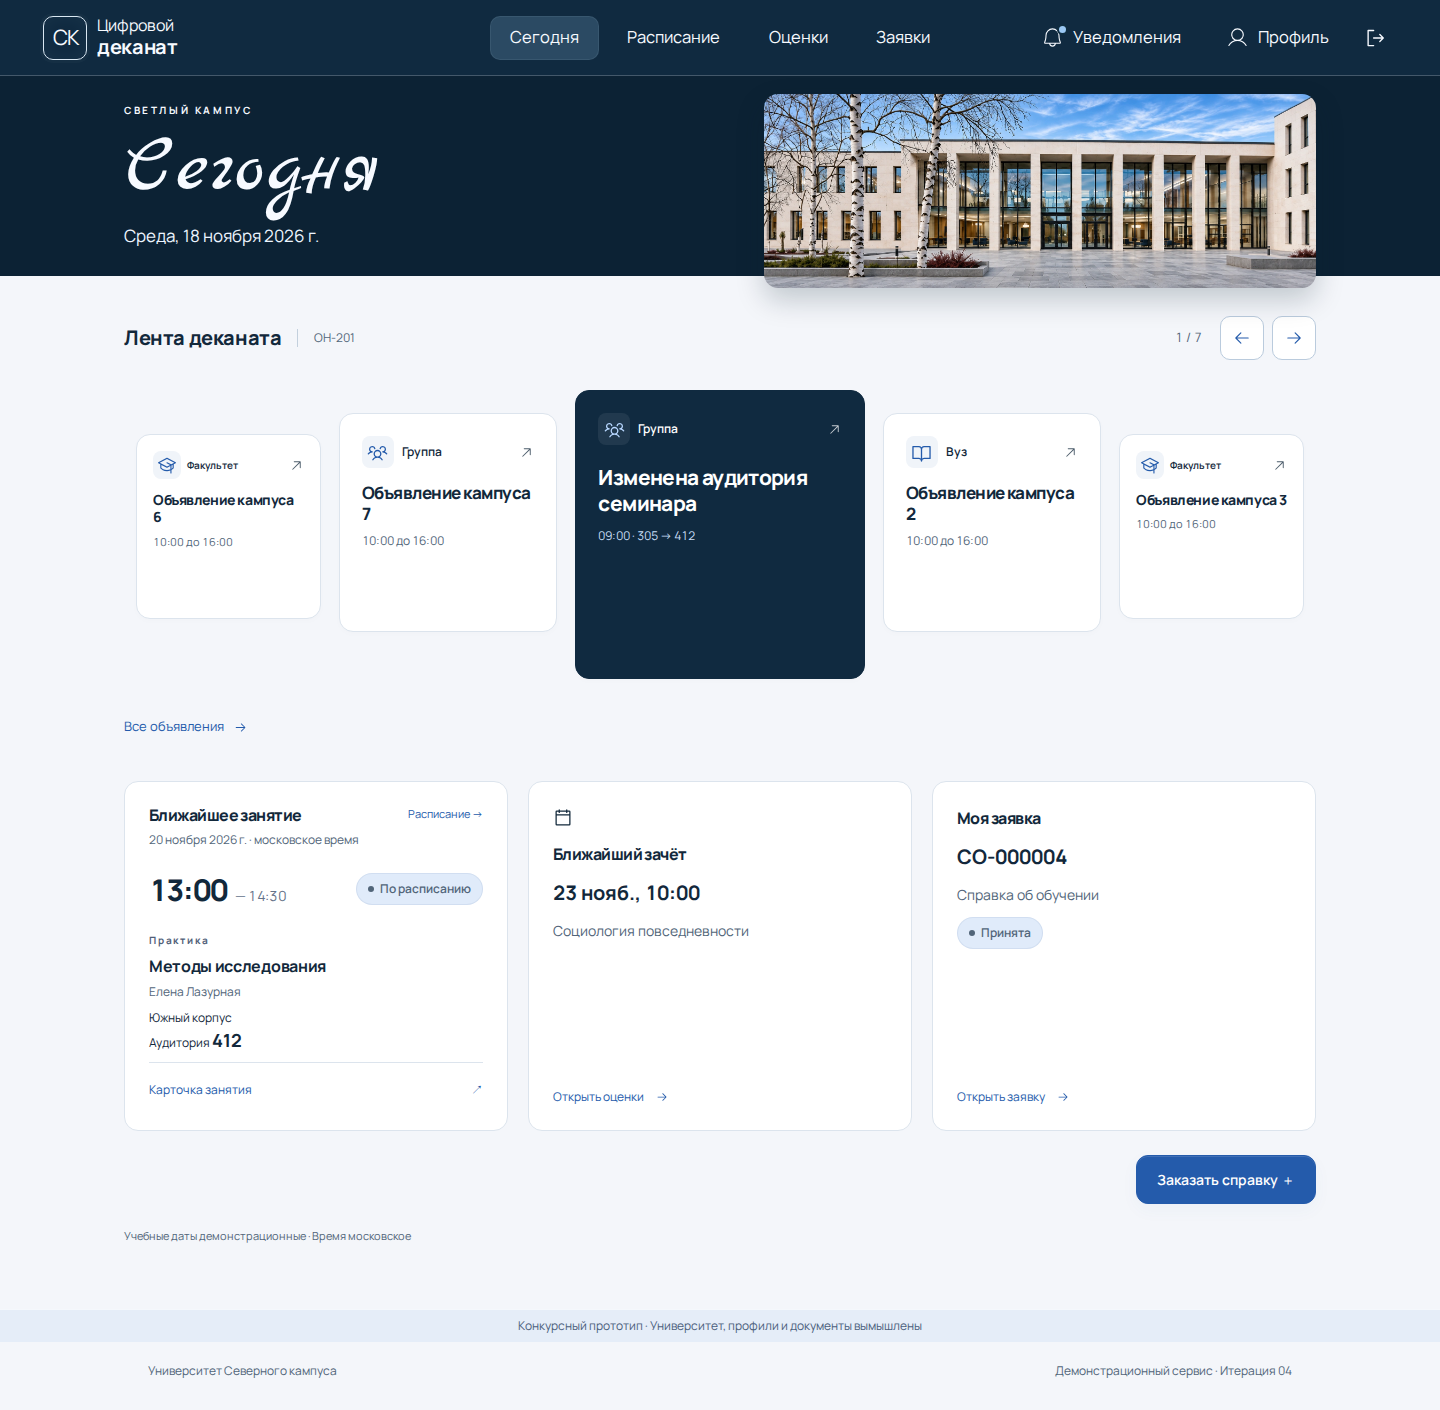 СК
Цифровой
деканат
Сегодня
Расписание
Оценки
Заявки
Уведомления
Профиль
СВЕТЛЫЙ КАМПУС
Сегодня
Среда, 18 ноября 2026 г.
Лента деканата
ОН-201
1 / 7
Факультет
Объявление кампуса
6
10:00 до 16:00
Группа
Объявление кампуса
7
10:00 до 16:00
Группа
Изменена аудитория
семинара
09:00 · 305 → 412
Вуз
Объявление кампуса
2
10:00 до 16:00
Факультет
Объявление кампуса 3
10:00 до 16:00
Все объявления →
Ближайшее занятие
Расписание →
20 ноября 2026 г. · московское время
13:00 — 14:30
По расписанию
Практика
Методы исследования
Елена Лазурная
Южный корпус
Аудитория 412
Карточка занятия ↗
Ближайший зачёт
23 нояб., 10:00
Социология повседневности
Открыть оценки →
Моя заявка
СО-000004
Справка об обучении
Принята
Открыть заявку →
Заказать справку +
Учебные даты демонстрационные · Время московское
Конкурсный прототип · Университет, профили и документы вымышлены
Университет Северного кампуса
Демонстрационный сервис · Итерация 04